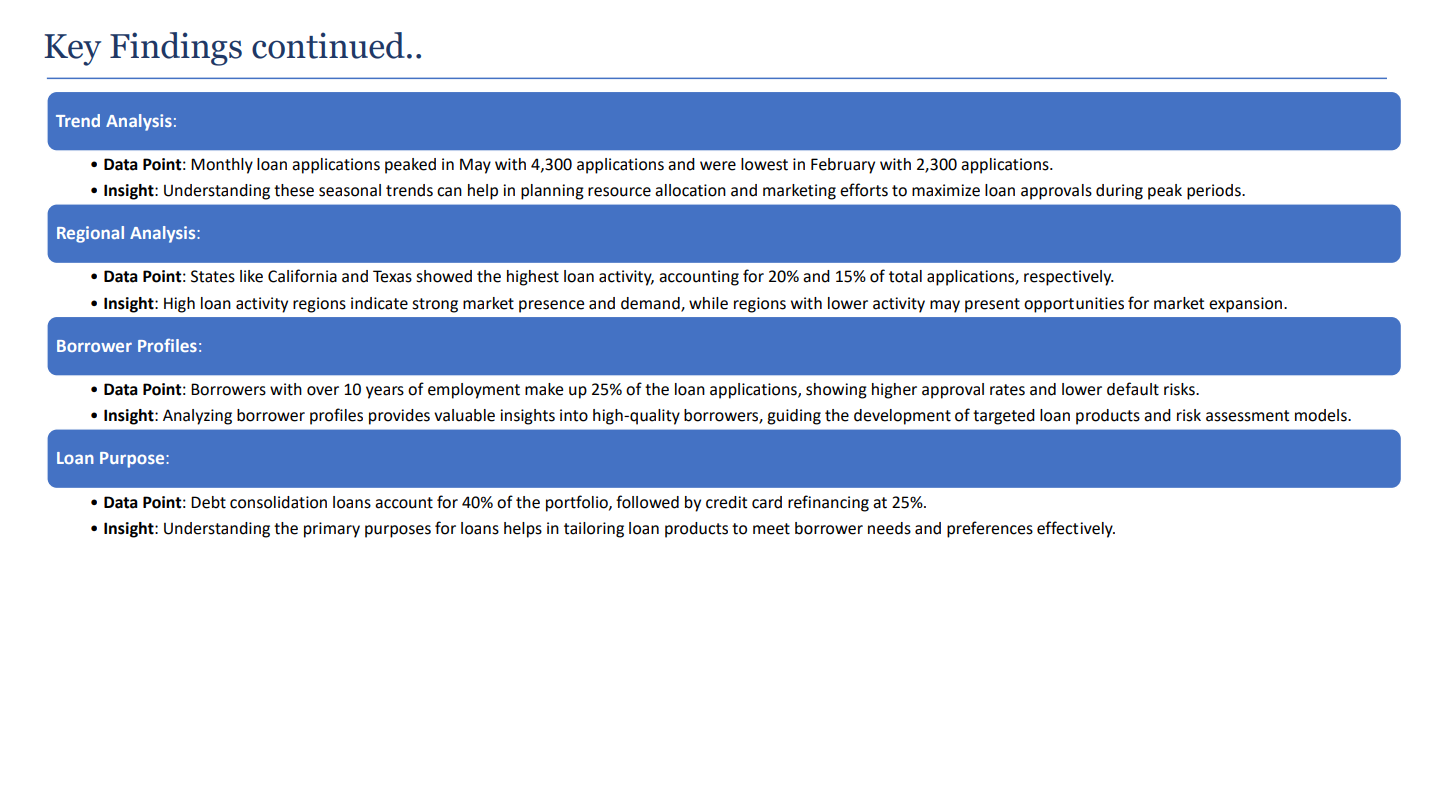 Key Findings continued..
Trend Analysis:
• Data Point: Monthly loan applications peaked in May with 4,300 applications and were lowest in February with 2,300 applications.
• Insight: Understanding these seasonal trends can help in planning resource allocation and marketing efforts to maximize loan approvals during peak periods.
Regional Analysis:
• Data Point: States like California and Texas showed the highest loan activity, accounting for 20% and 15% of total applications, respectively.
• Insight: High loan activity regions indicate strong market presence and demand, while regions with lower activity may present opportunities for market expansion.
Borrower Profiles:
• Data Point: Borrowers with over 10 years of employment make up 25% of the loan applications, showing higher approval rates and lower default risks.
• Insight: Analyzing borrower profiles provides valuable insights into high-quality borrowers, guiding the development of targeted loan products and risk assessment models.
Loan Purpose:
• Data Point: Debt consolidation loans account for 40% of the portfolio, followed by credit card refinancing at 25%.
• Insight: Understanding the primary purposes for loans helps in tailoring loan products to meet borrower needs and preferences effectively.